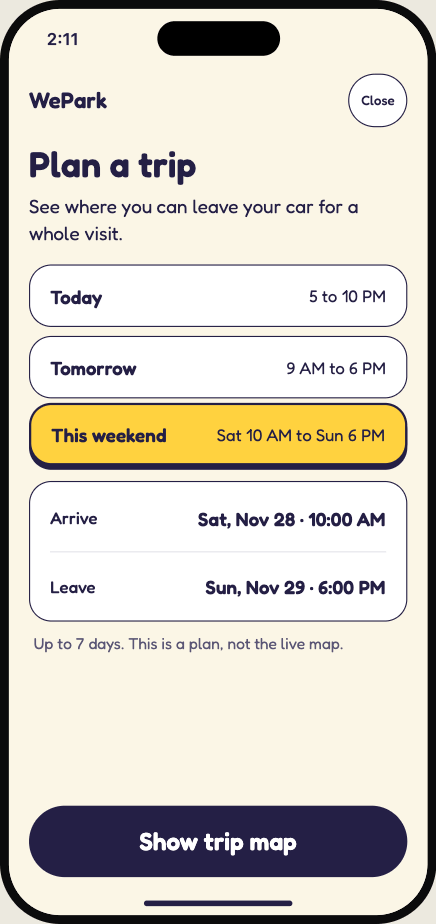 2:11
WePark
Close
Plan a trip
See where you can leave your car for a
whole visit.
Today 5 to 10 PM
Tomorrow 9 AM to 6 PM
This weekend Sat 10 AM to Sun 6 PM
Arrive Sat, Nov 28 · 10:00 AM
Leave Sun, Nov 29 · 6:00 PM
Up to 7 days. This is a plan, not the live map.
Show trip map